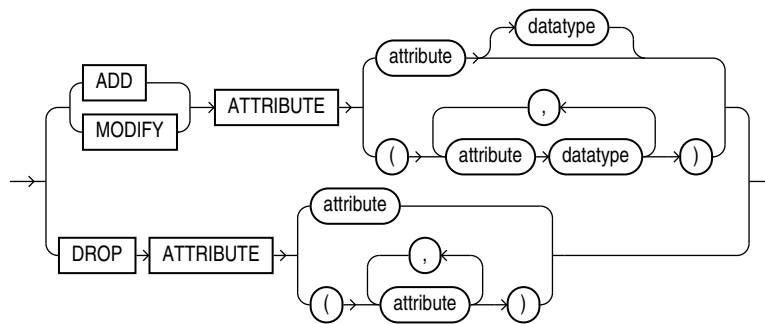 datatype
attribute
ADD
ATTRIBUTE
MODIFY
,
( attribute datatype )
attribute
DROP ATTRIBUTE
,
( attribute )